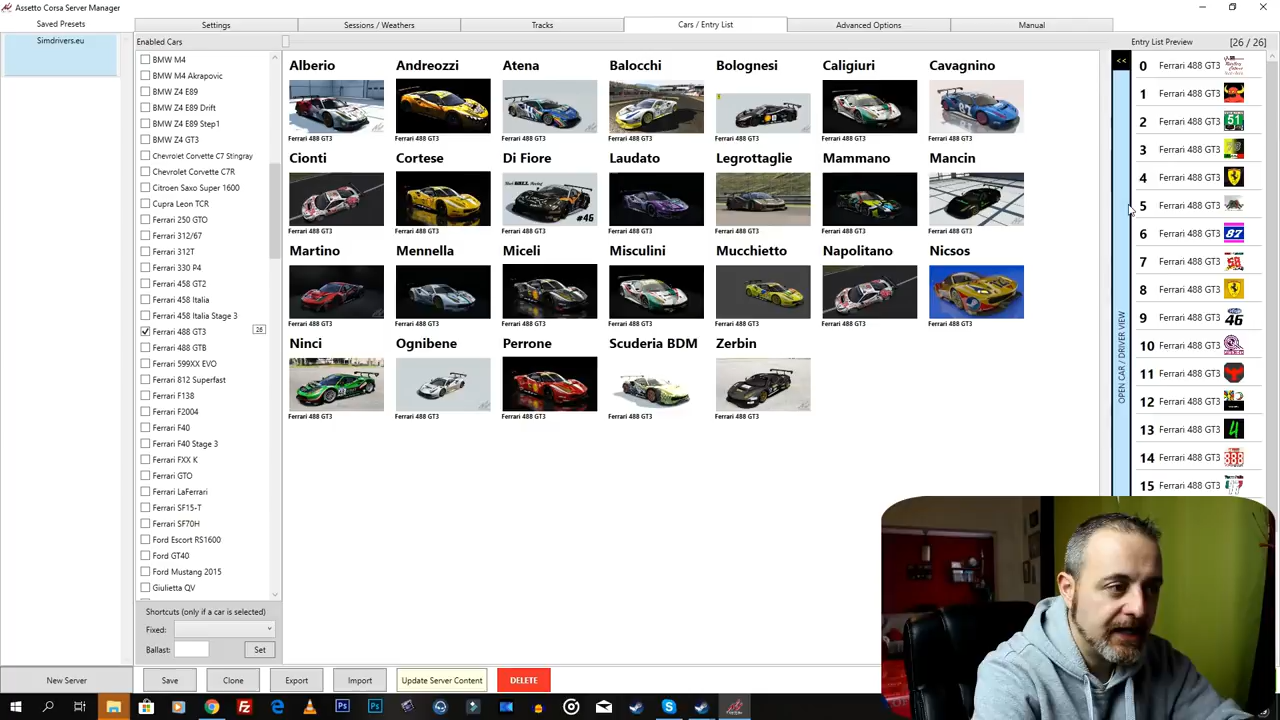 Assetto Corsa Server Manager
Saved Presets
Settings
Sessions / Weathers
Tracks
Cars / Entry List
Advanced Options
Manual
Simdrivers.eu
Enabled Cars
Entry List Preview
[26 / 26]
BMW M4
BMW M4 Akrapovic
BMW Z4 E89
BMW Z4 E89 Drift
BMW Z4 E89 Step1
BMW Z4 GT3
Chevrolet Corvette C7 Stingray
Chevrolet Corvette C7R
Citroen Saxo Super 1600
Cupra Leon TCR
Ferrari 250 GTO
Ferrari 312/67
Ferrari 312T
Ferrari 330 P4
Ferrari 458 GT2
Ferrari 458 Italia
Ferrari 458 Italia Stage 3
Ferrari 488 GT3
26
Ferrari 488 GTB
Ferrari 599XX EVO
Ferrari 812 Superfast
Ferrari F138
Ferrari F2004
Ferrari F40
Ferrari F40 Stage 3
Ferrari FXX K
Ferrari GTO
Ferrari LaFerrari
Ferrari SF15-T
Ferrari SF70H
Ford Escort RS1600
Ford GT40
Ford Mustang 2015
Giulietta QV
Shortcuts (only if a car is selected)
Fixed:
Ballast:
Set
Alberio Andreozzi Atena Balocchi Bolognesi Caligiuri Cavagnino
Ferrari 488 GT3 Ferrari 488 GT3 Ferrari 488 GT3 Ferrari 488 GT3 Ferrari 488 GT3 Ferrari 488 GT3 Ferrari 488 GT3
Cionti Cortese Di Fiore Laudato Legrottaglie Mammano Mancin
#46
Ferrari 488 GT3 Ferrari 488 GT3 Ferrari 488 GT3 Ferrari 488 GT3 Ferrari 488 GT3 Ferrari 488 GT3 Ferrari 488 GT3
Martino Mennella Miceli Misculini Mucchietto Napolitano Nicsos
Ferrari 488 GT3 Ferrari 488 GT3 Ferrari 488 GT3 Ferrari 488 GT3 Ferrari 488 GT3 Ferrari 488 GT3 Ferrari 488 GT3
Ninci Ognibene Perrone Scuderia BDM Zerbin
Ferrari 488 GT3 Ferrari 488 GT3 Ferrari 488 GT3 Ferrari 488 GT3 Ferrari 488 GT3
<<
OPEN CAR / DRIVER VIEW
0 Ferrari 488 GT3
1 Ferrari 488 GT3
2 Ferrari 488 GT3 51
3 Ferrari 488 GT3
4 Ferrari 488 GT3
5 Ferrari 488 GT3
6 Ferrari 488 GT3 87
7 Ferrari 488 GT3 58
8 Ferrari 488 GT3
9 Ferrari 488 GT3 46
10 Ferrari 488 GT3
11 Ferrari 488 GT3
12 Ferrari 488 GT3
13 Ferrari 488 GT3 4
14 Ferrari 488 GT3 888
15 Ferrari 488 GT3
New Server
Save
Clone
Export
Import
Update Server Content
DELETE